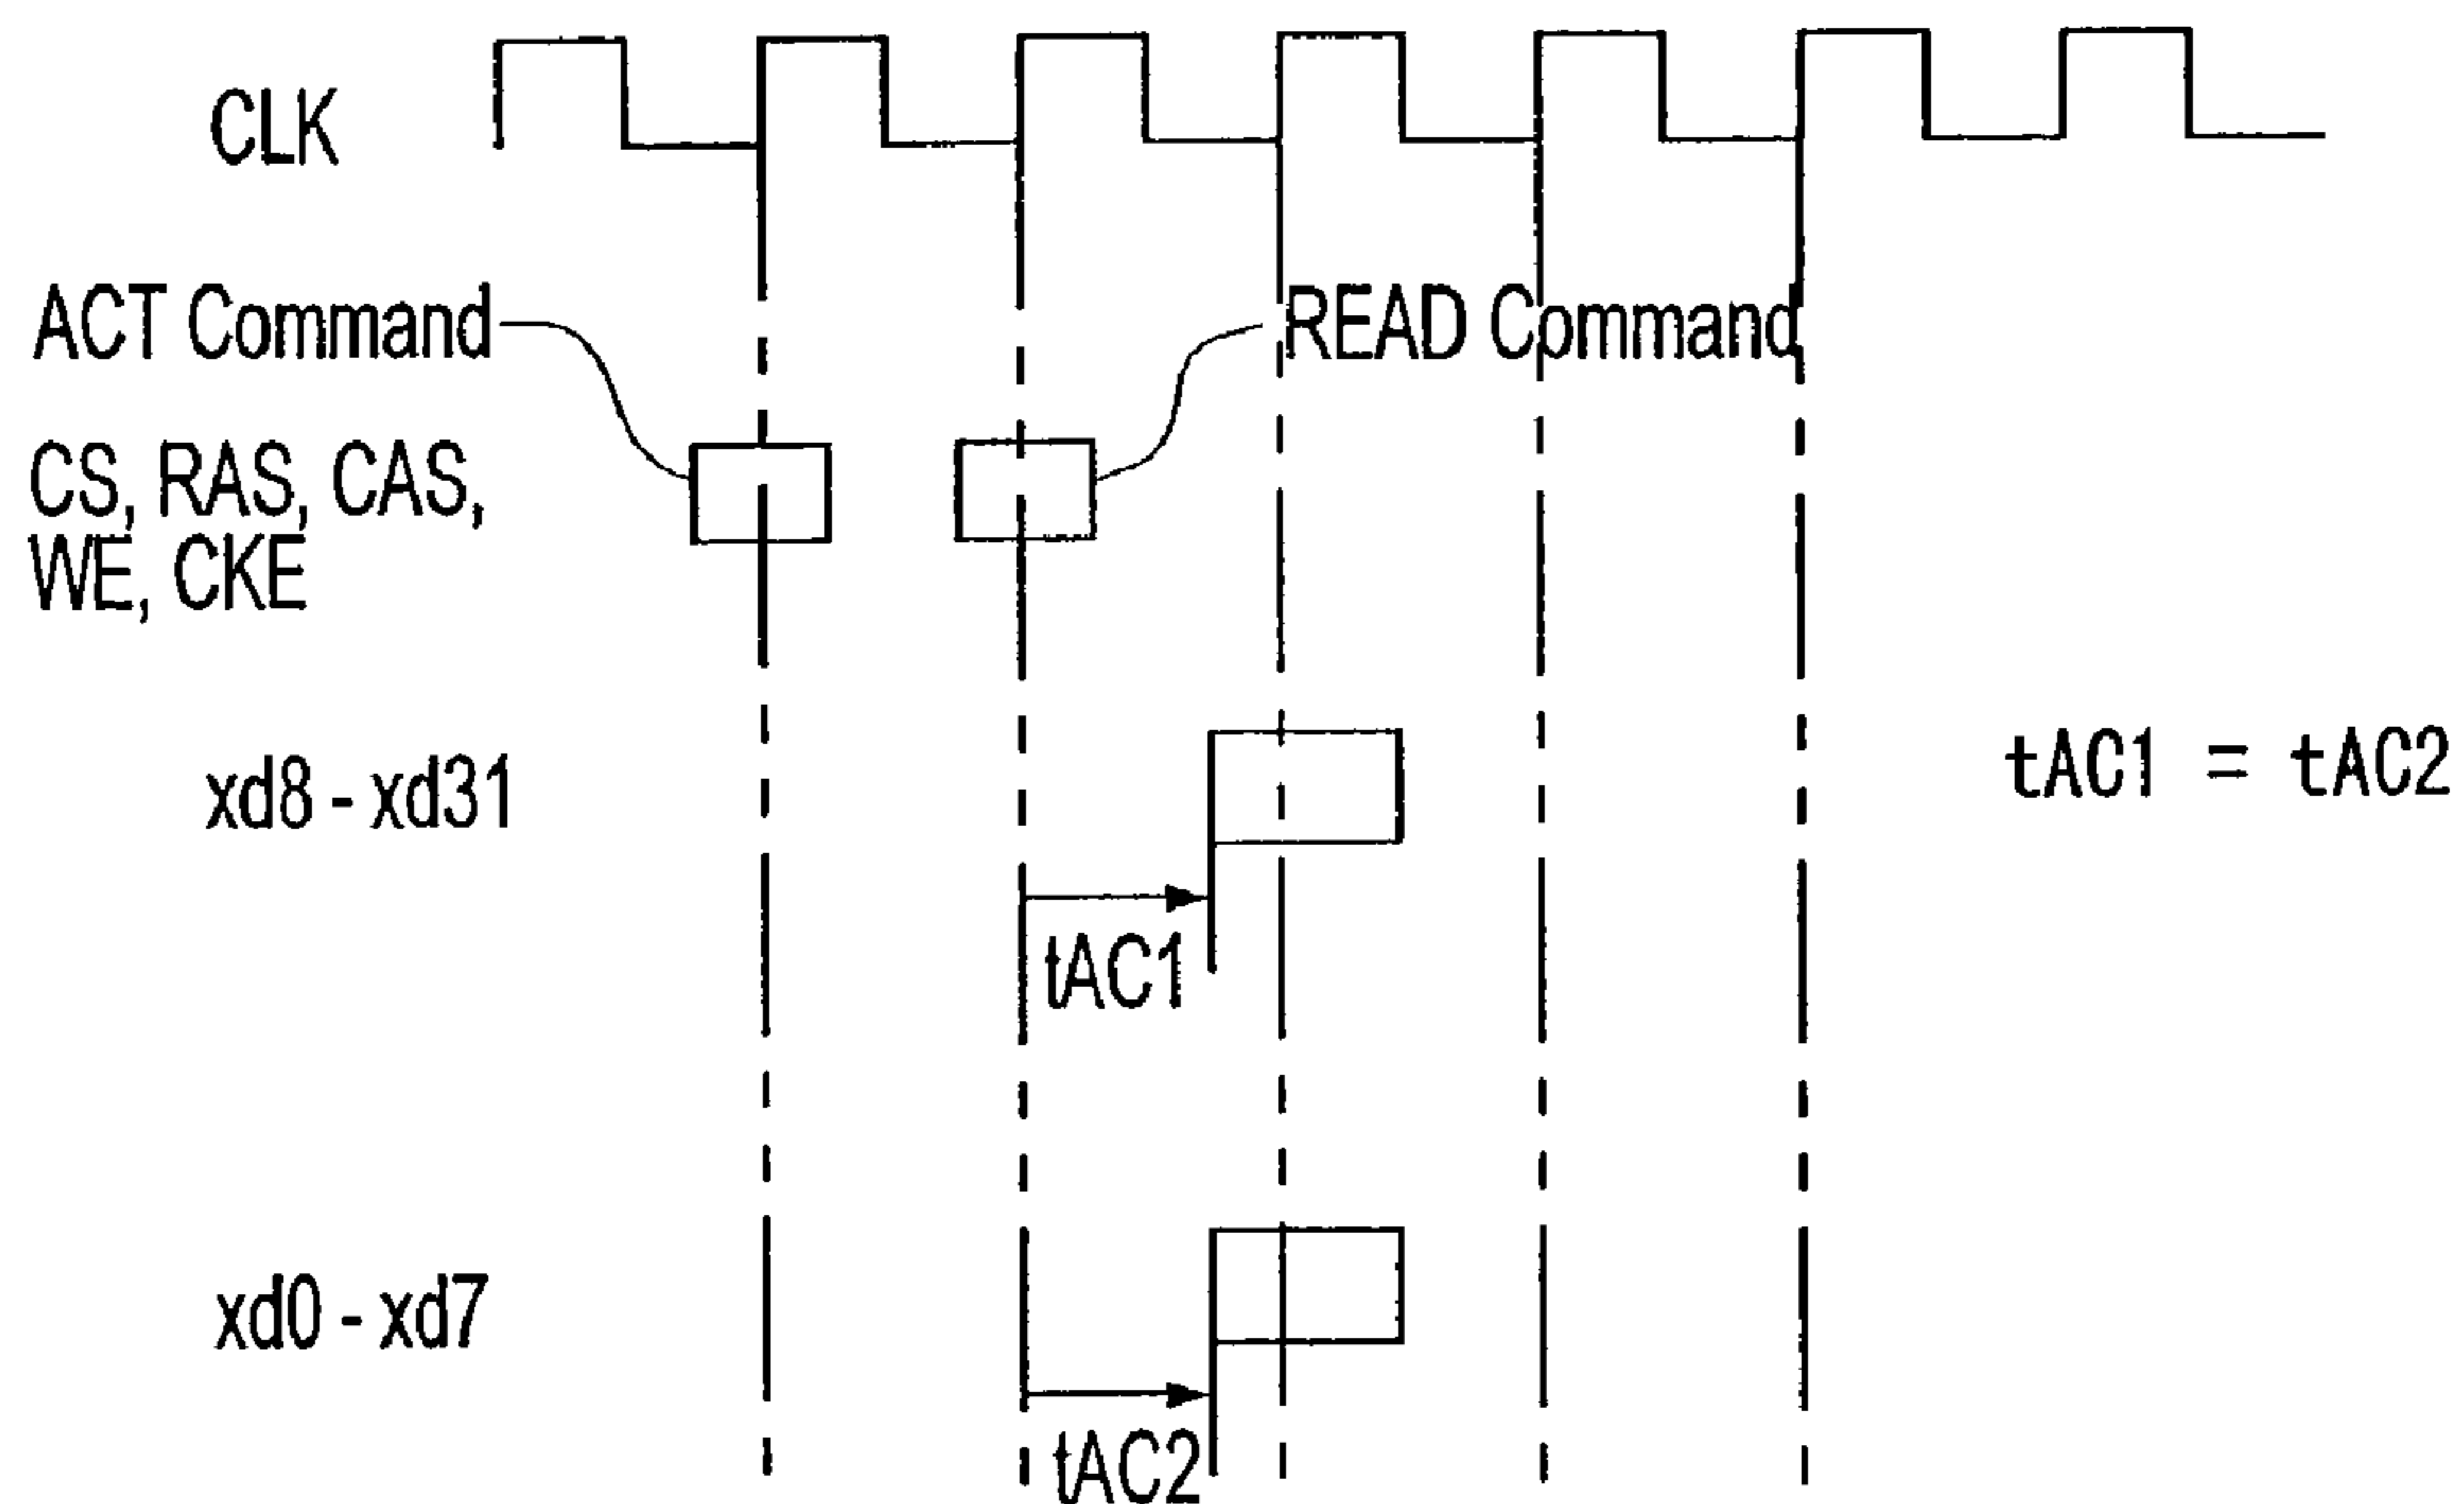 CLK
ACT Command
READ Command
CS, RAS, CAS,
WE, CKE
xd8 - xd31
tAC1 = tAC2
tAC1
xd0 - xd7
tAC2